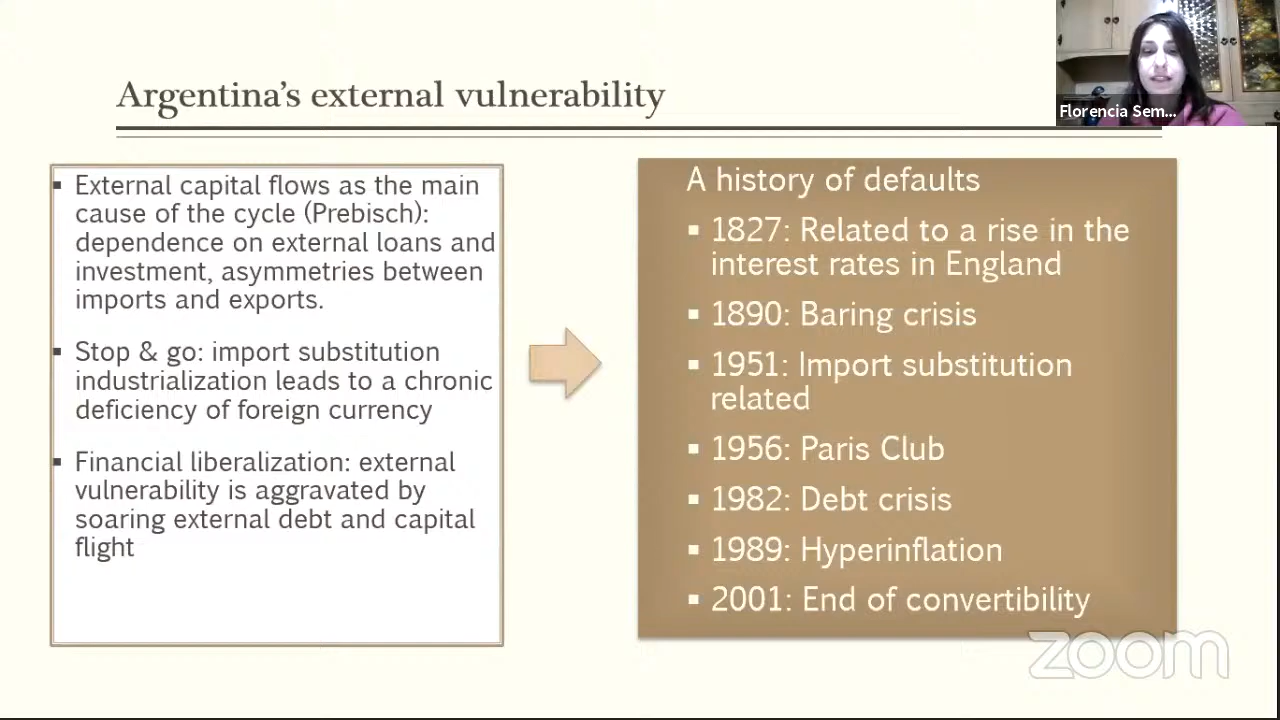 Argentina’s external vulnerability
Florencia Sem...
▪ External capital flows as the main
cause of the cycle (Prebisch):
dependence on external loans and
investment, asymmetries between
imports and exports.
▪ Stop & go: import substitution
industrialization leads to a chronic
deficiency of foreign currency
▪ Financial liberalization: external
vulnerability is aggravated by
soaring external debt and capital
flight
A history of defaults
▪ 1827: Related to a rise in the
interest rates in England
▪ 1890: Baring crisis
▪ 1951: Import substitution
related
▪ 1956: Paris Club
▪ 1982: Debt crisis
▪ 1989: Hyperinflation
▪ 2001: End of convertibility
zoom